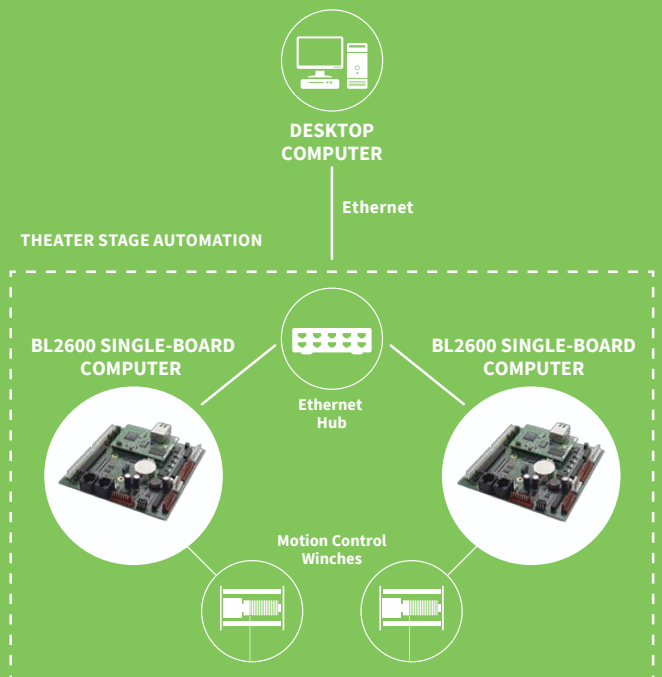 DESKTOP
COMPUTER
Ethernet
THEATER STAGE AUTOMATION
BL2600 SINGLE-BOARD
COMPUTER
BL2600 SINGLE-BOARD
COMPUTER
Ethernet
Hub
Motion Control
Winches